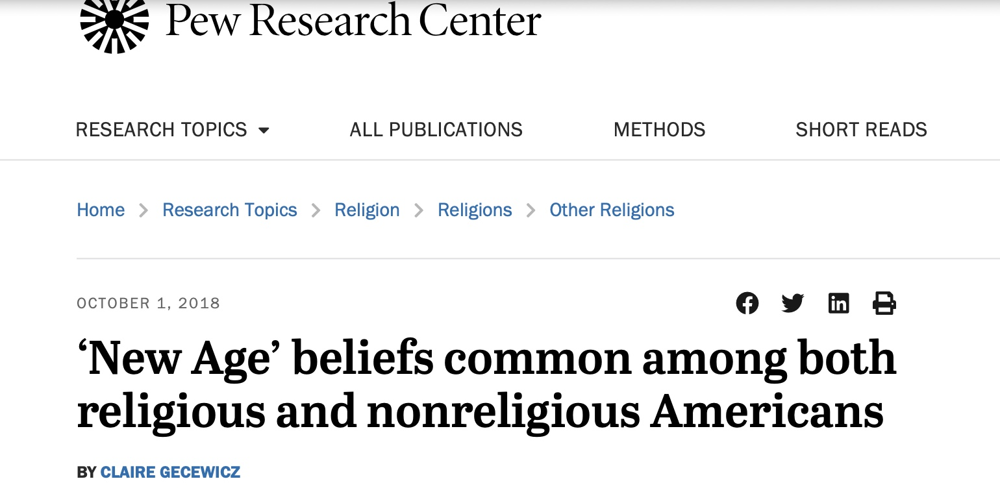 Pew Research Center
RESEARCH TOPICS
ALL PUBLICATIONS
METHODS
SHORT READS
Home
Research Topics
Religion
Religions
Other Religions
OCTOBER 1, 2018
‘New Age’ beliefs common among both
religious and nonreligious Americans
BY CLAIRE GECEWICZ